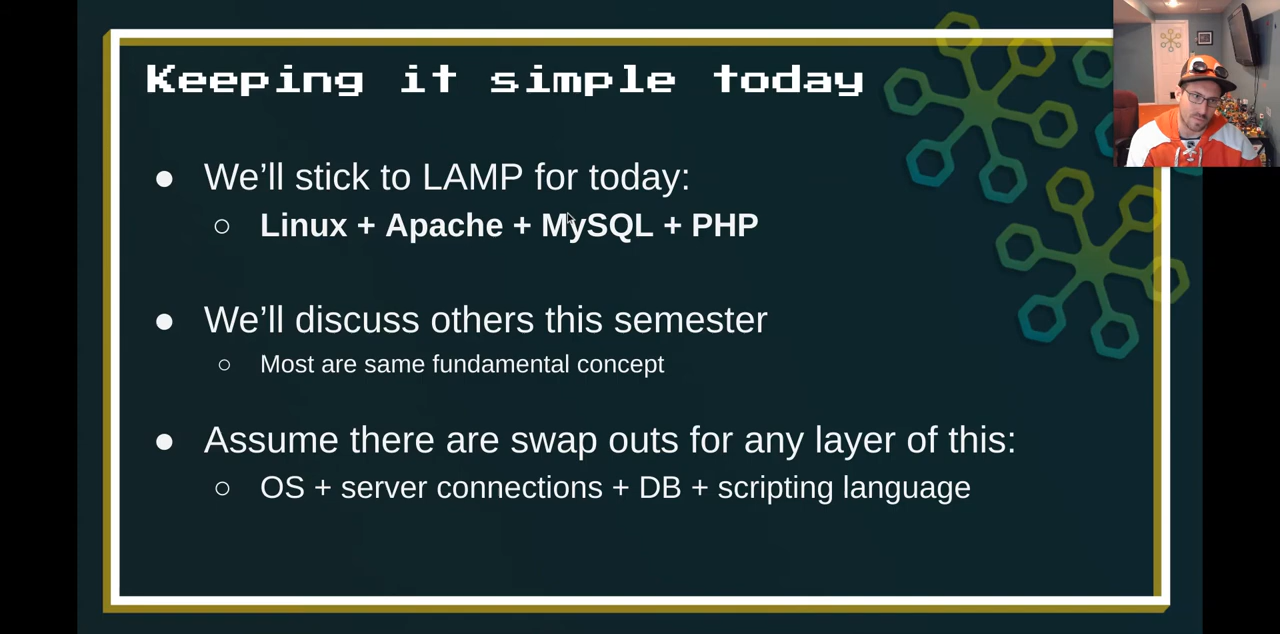 Keeping it simple today
● We’ll stick to LAMP for today:
○ Linux + Apache + MySQL + PHP
● We’ll discuss others this semester
○ Most are same fundamental concept
● Assume there are swap outs for any layer of this:
○ OS + server connections + DB + scripting language